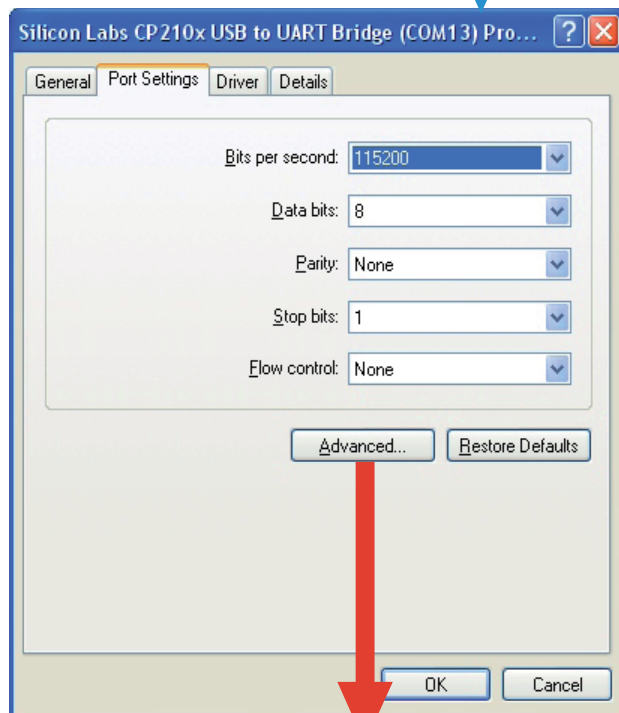 Silicon Labs CP210x USB to UART Bridge (COM13) Pro...
General Port Settings Driver Details
Bits per second: 115200
Data bits: 8
Parity: None
Stop bits: 1
Flow control: None
Advanced... Restore Defaults
OK Cancel